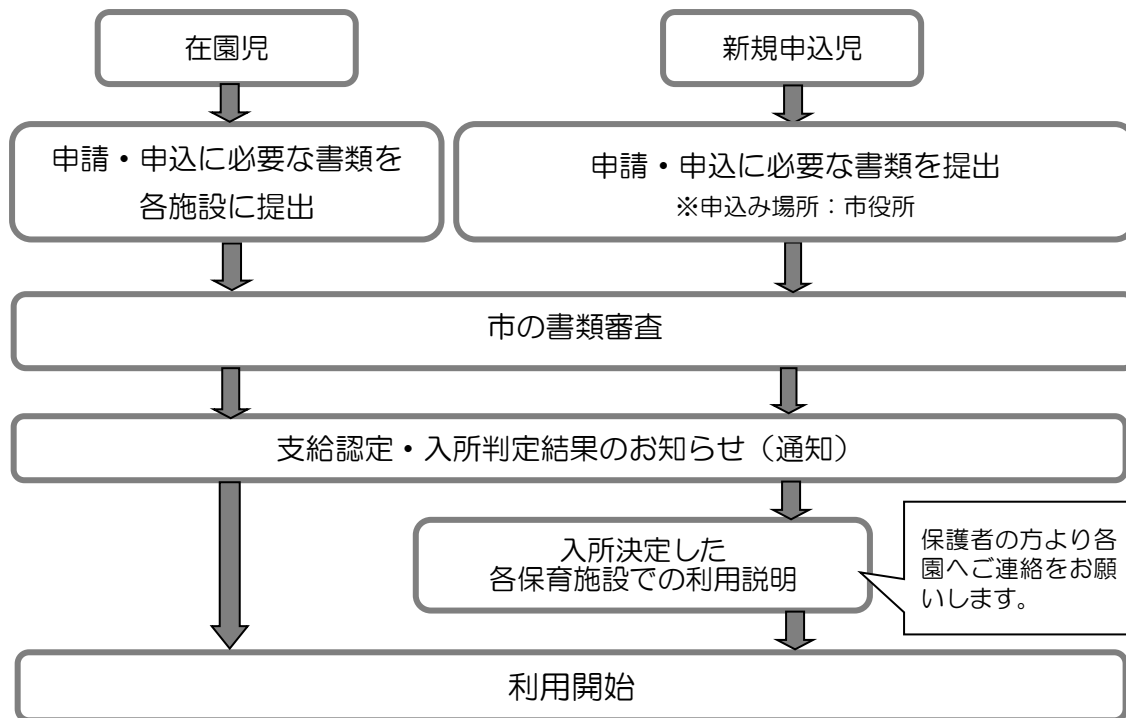 在園児
新規申込児
申請・申込に必要な書類を
各施設に提出
申請・申込に必要な書類を提出
※申込み場所：市役所
市の書類審査
支給認定・入所判定結果のお知らせ（通知）
入所決定した
各保育施設での利用説明
保護者の方より各
園へご連絡をお願
いします。
利用開始